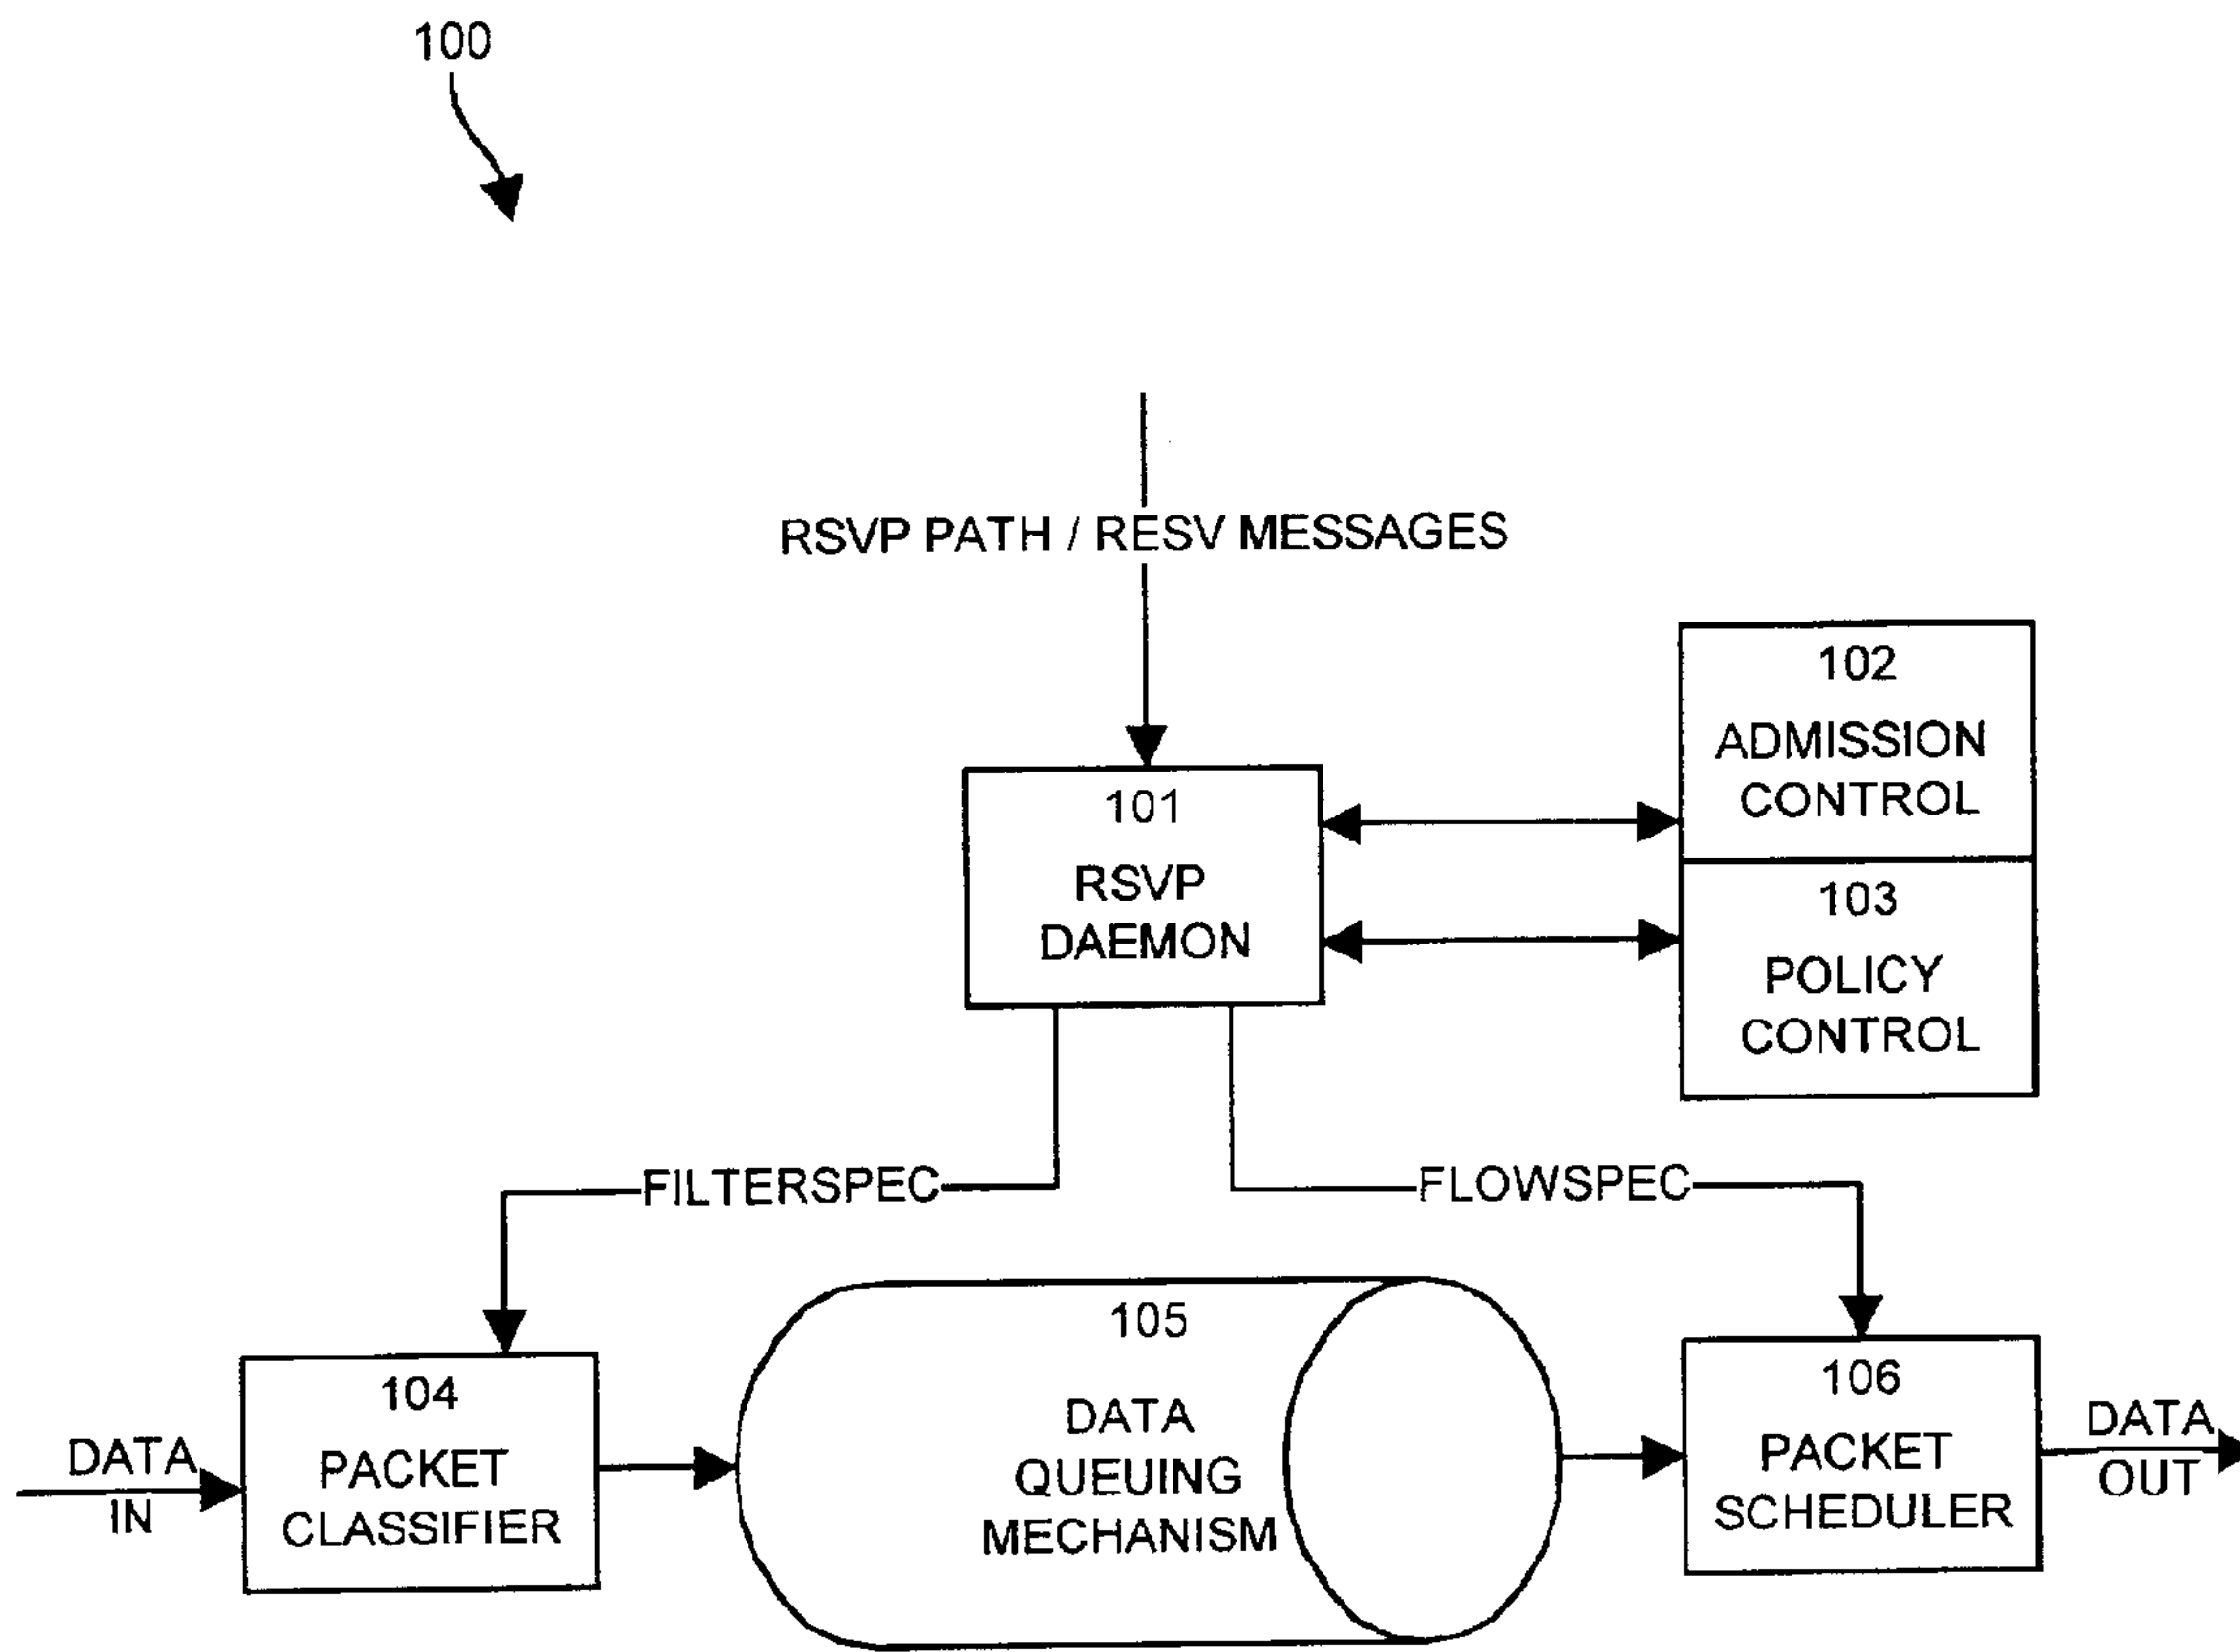 100
RSVP PATH / RESV MESSAGES
102
ADMISSION
CONTROL
101
RSVP
DAEMON
103
POLICY
CONTROL
FILTERSPEC
FLOWSPEC
105
DATA
QUEUING
MECHANISM
104
PACKET
CLASSIFIER
106
PACKET
SCHEDULER
DATA
IN
DATA
OUT